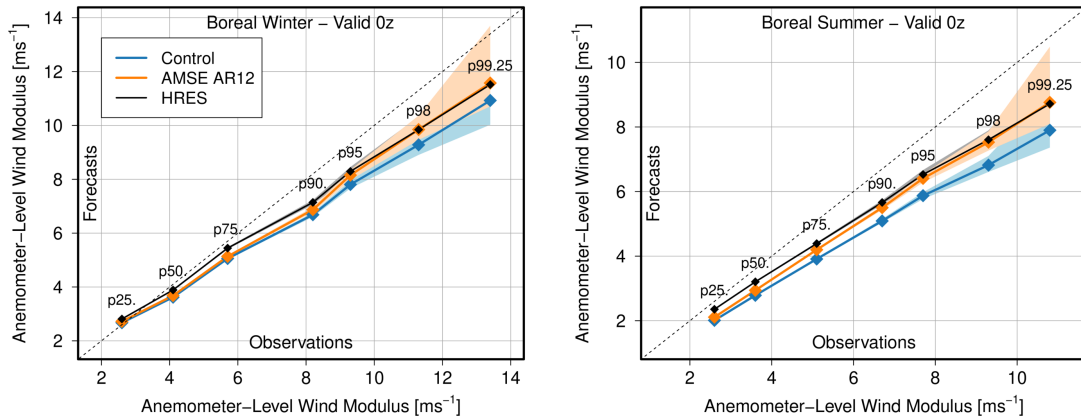 Boreal Winter − Valid 0z
Control
AMSE AR12
HRES
p25.
p50.
p75.
p90.
p95
p98
p99.25
Forecasts
Observations
Anemometer−Level Wind Modulus [ms⁻¹]
14
12
10
8
6
4
2
2 4 6 8 10 12 14
Anemometer−Level Wind Modulus [ms⁻¹]
Boreal Summer − Valid 0z
p25.
p50.
p75.
p90.
p95
p98
p99.25
Forecasts
Observations
Anemometer−Level Wind Modulus [ms⁻¹]
10
8
6
4
2
2 4 6 8 10
Anemometer−Level Wind Modulus [ms⁻¹]